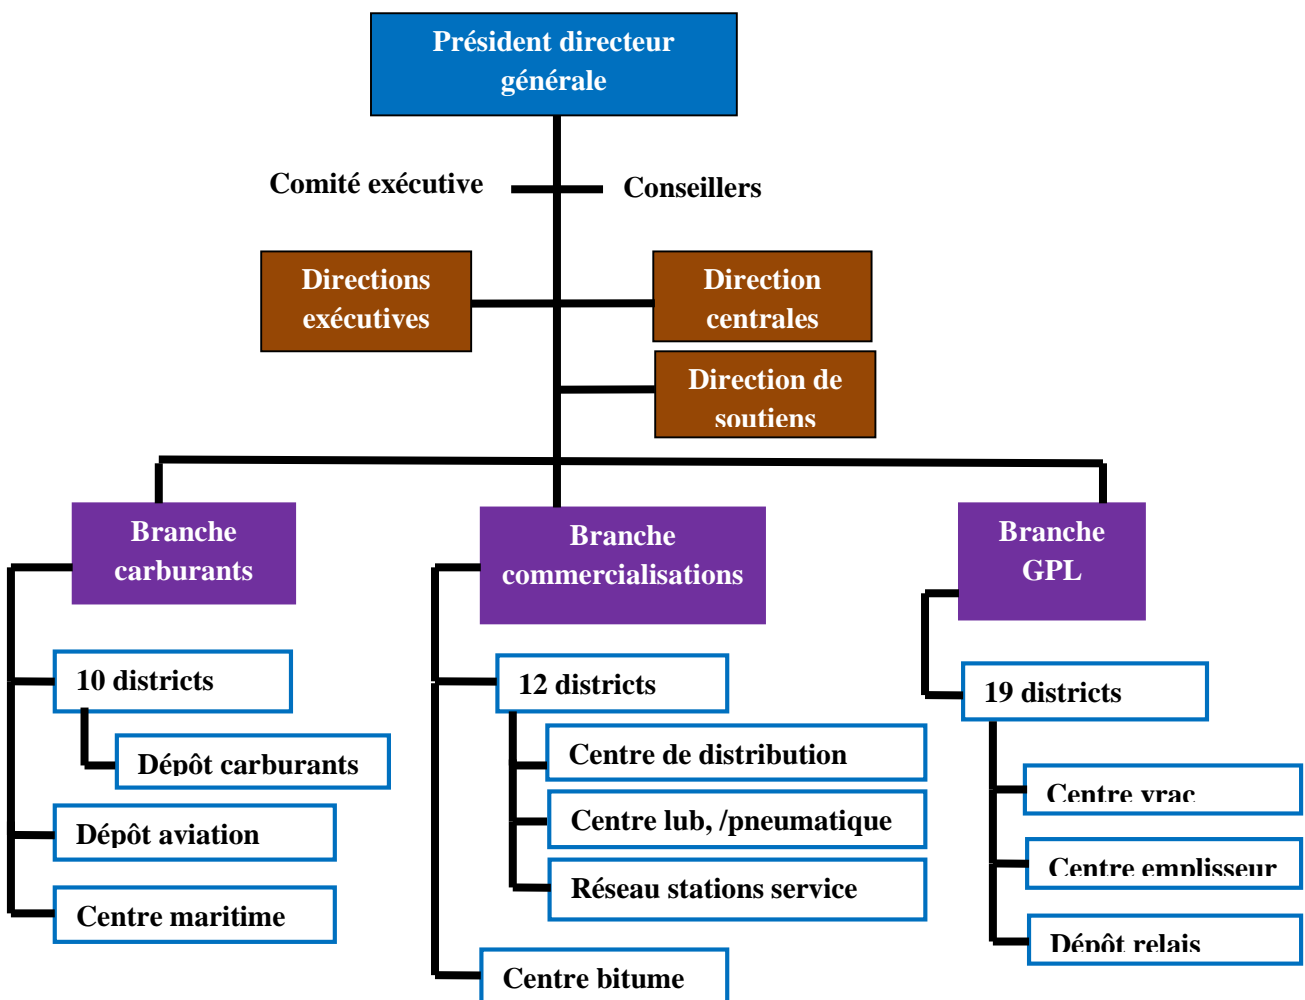 Président directeur
générale
Comité exécutive
Conseillers
Directions
exécutives
Direction
centrales
Direction de
soutiens
Branche
carburants
10 districts
Dépôt carburants
Dépôt aviation
Centre maritime
Branche
commercialisations
12 districts
Centre de distribution
Centre lub, /pneumatique
Réseau stations service
Centre bitume
Branche
GPL
19 districts
Centre vrac
Centre emplisseur
Dépôt relais